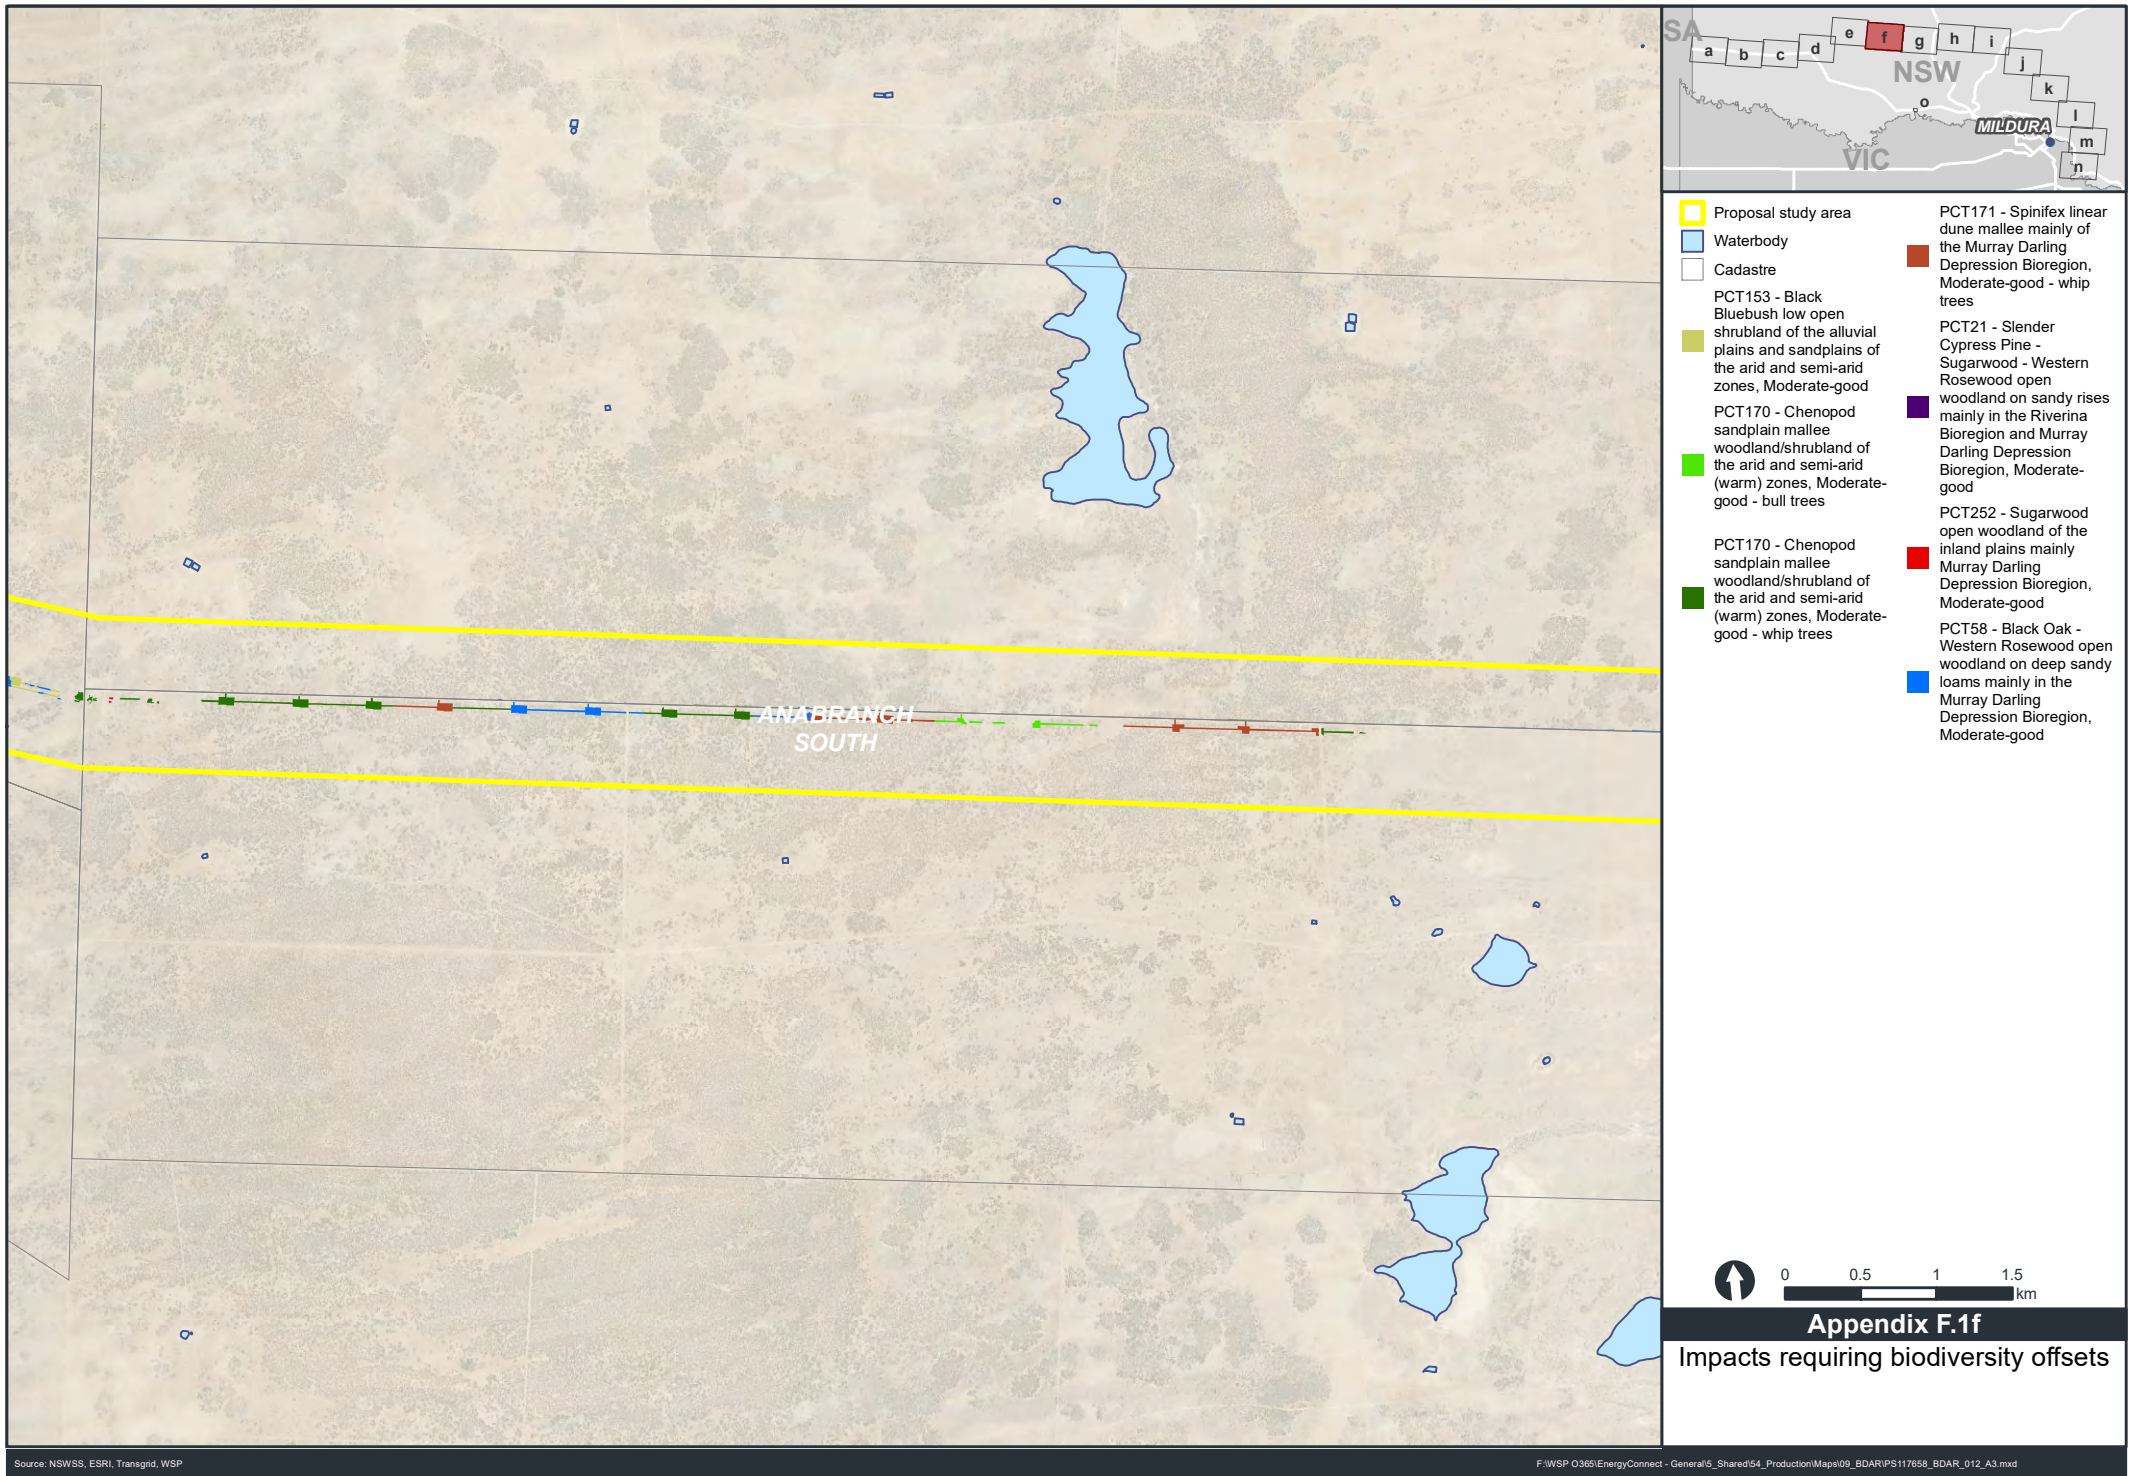 ANABRANCH
SOUTH
SA
a
b
c
d
e
f
g
h
i
j
k
l
m
n
o
NSW
MILDURA
VIC
Proposal study area
Waterbody
Cadastre
PCT153 - Black
Bluebush low open
shrubland of the alluvial
plains and sandplains of
the arid and semi-arid
zones, Moderate-good
PCT170 - Chenopod
sandplain mallee
woodland/shrubland of
the arid and semi-arid
(warm) zones, Moderate-
good - bull trees
PCT170 - Chenopod
sandplain mallee
woodland/shrubland of
the arid and semi-arid
(warm) zones, Moderate-
good - whip trees
PCT171 - Spinifex linear
dune mallee mainly of
the Murray Darling
Depression Bioregion,
Moderate-good - whip
trees
PCT21 - Slender
Cypress Pine -
Sugarwood - Western
Rosewood open
woodland on sandy rises
mainly in the Riverina
Bioregion and Murray
Darling Depression
Bioregion, Moderate-
good
PCT252 - Sugarwood
open woodland of the
inland plains mainly
Murray Darling
Depression Bioregion,
Moderate-good
PCT58 - Black Oak -
Western Rosewood open
woodland on deep sandy
loams mainly in the
Murray Darling
Depression Bioregion,
Moderate-good
0 0.5 1 1.5
km
Appendix F.1f
Impacts requiring biodiversity offsets
Source: NSWSS, ESRI, Transgrid, WSP
F:\WSP O365\EnergyConnect - General\5_Shared\54_Production\Maps\09_BDAR\PS117658_BDAR_012_A3.mxd